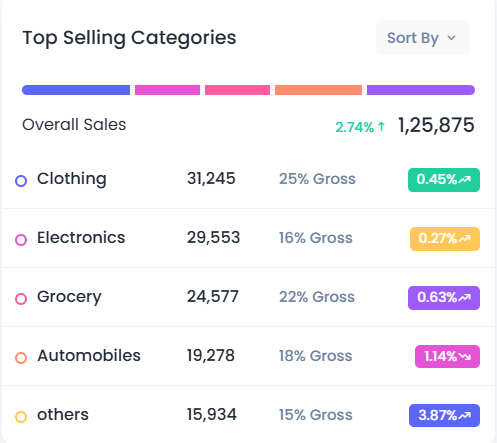 Top Selling Categories Sort By
Overall Sales 2.74% ↑ 1,25,875
Clothing 31,245 25% Gross 0.45%
Electronics 29,553 16% Gross 0.27%
Grocery 24,577 22% Gross 0.63%
Automobiles 19,278 18% Gross 1.14%
others 15,934 15% Gross 3.87%